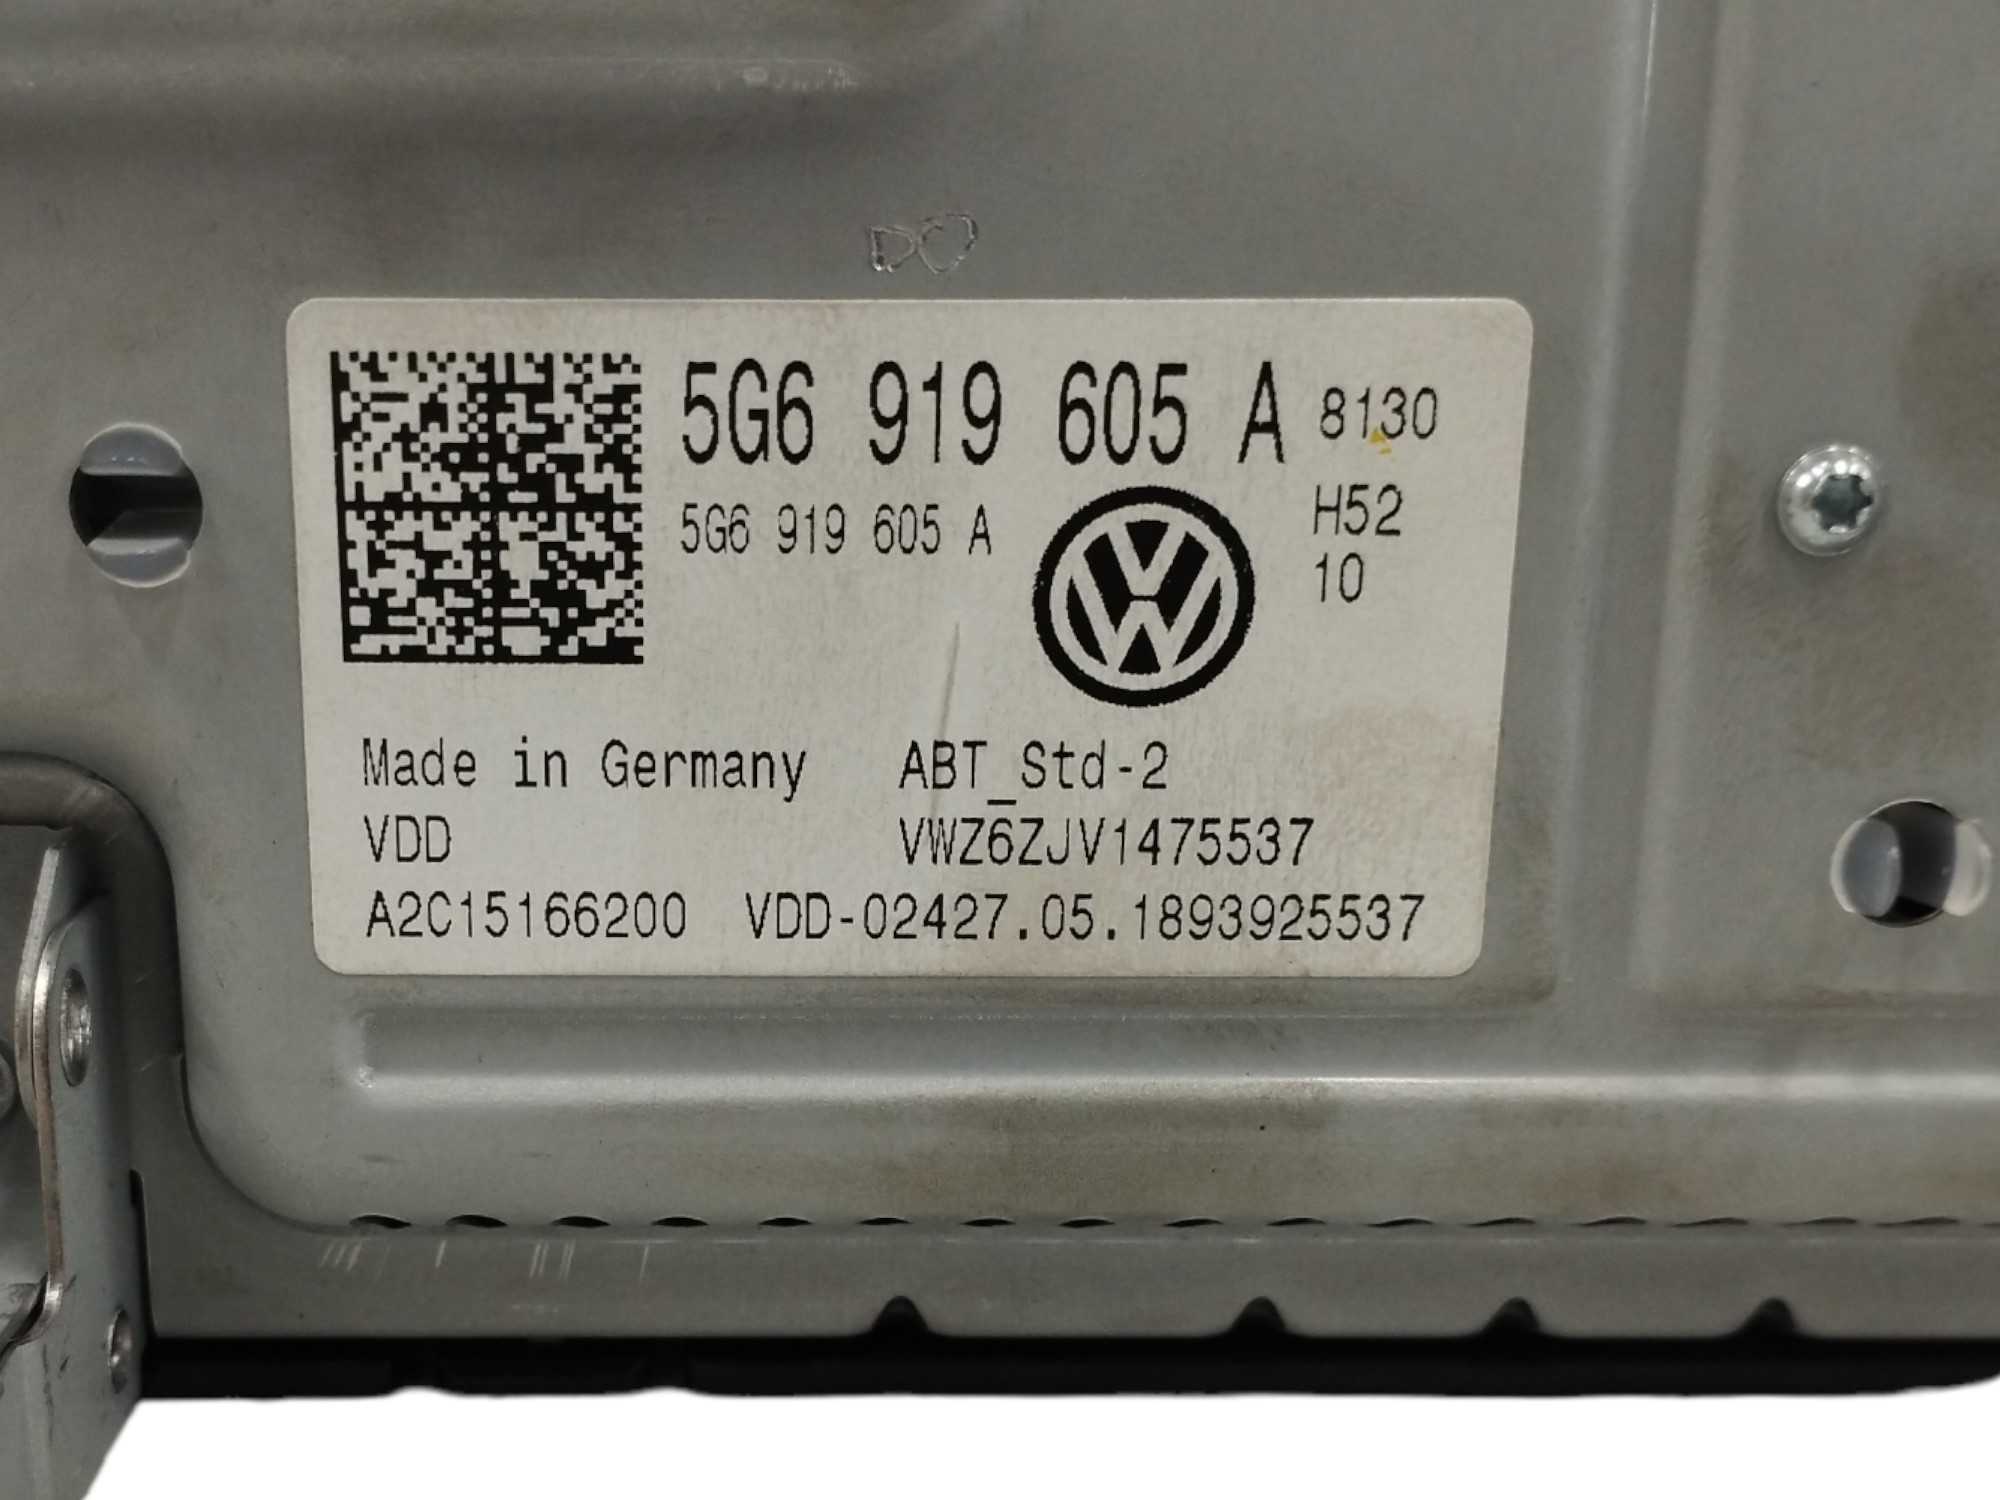 DO
5G6 919 605 A 8130
5G6 919 605 A H52
10
Made in Germany ABT_Std-2
VDD VWZ6ZJV1475537
A2C15166200 VDD-02427.05.1893925537